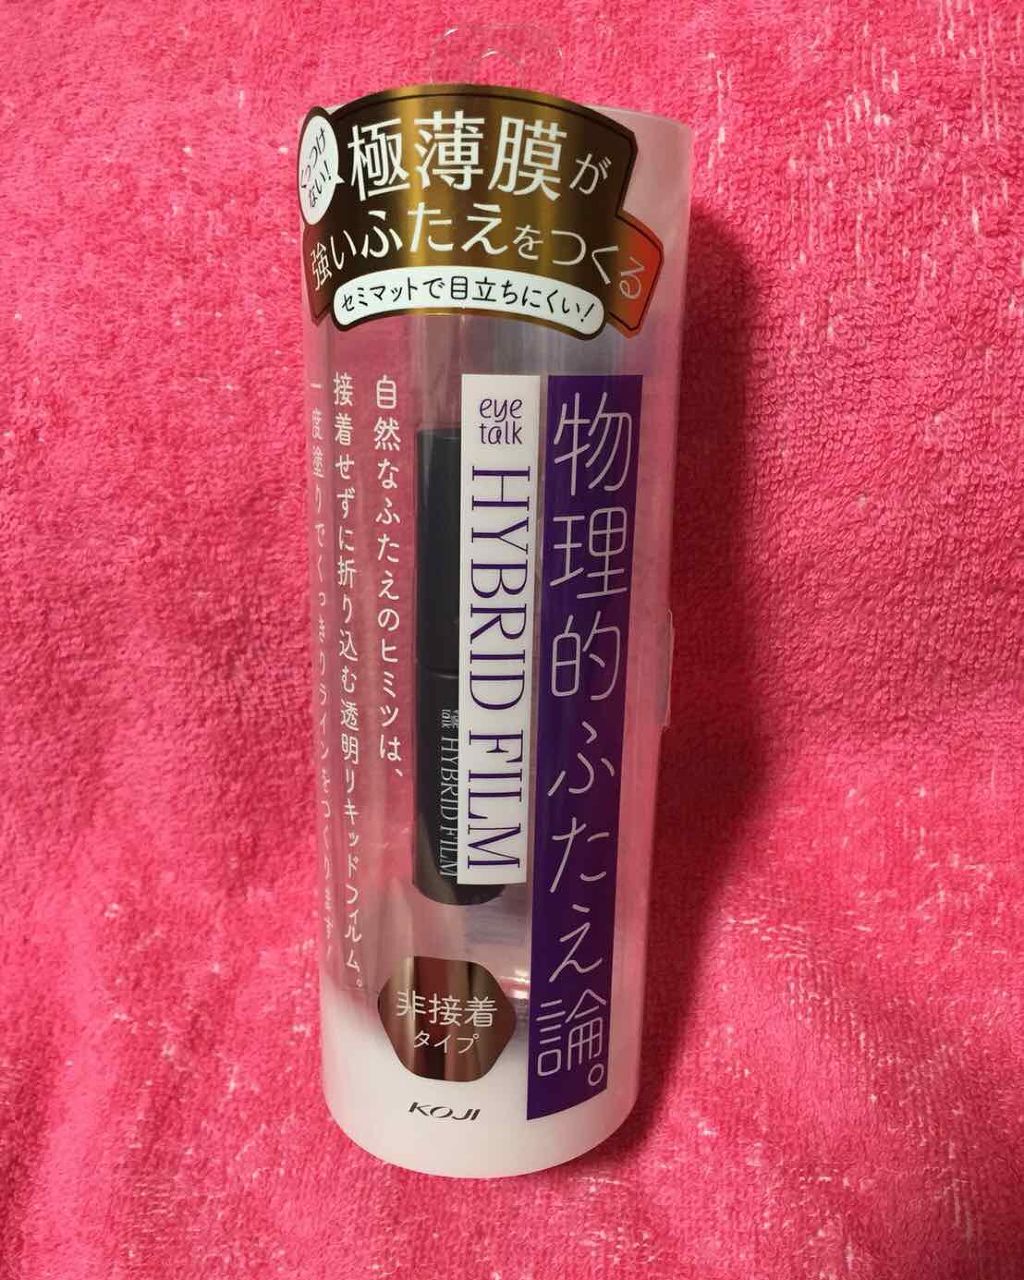 くっつけ
ない!
極薄膜が
強いふたえをつくる
セミマットで目立ちにくい!
物理的ふたえ論。
eye
talk
HYBRID FILM
自然なふたえのヒミツは、
接着せずに折り込む透明リキッドフィルム。
一度塗りでくっきりラインをつくります。
eye
talk
HYBRID FILM
非接着
タイプ
KOJI